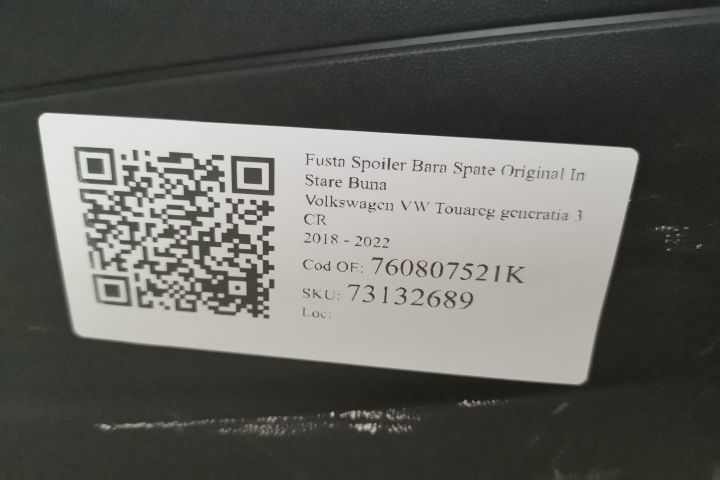 Fusta Spoiler Bara Spate Original In
Stare Buna
Volkswagen VW Touareg generatia 3
CR
2018 - 2022
Cod OE: 760807521K
SKU: 73132689
Loc: